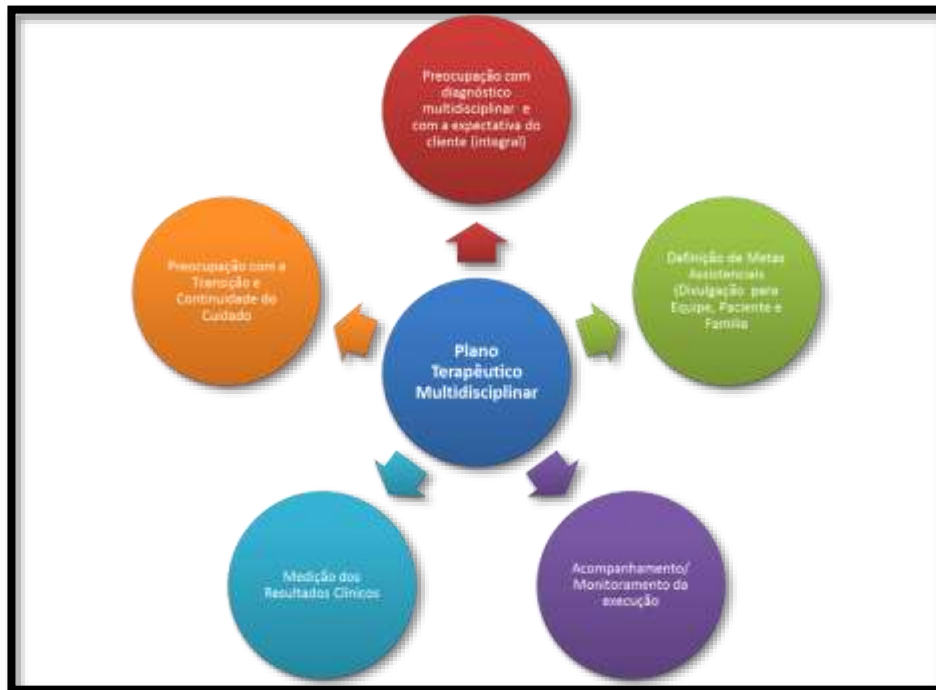 Preocupação com
diagnóstico
multidisciplinar e
com a expectativa do
cliente (integral)
Definição de Metas
Assistenciais
(Divulgação para
Equipe, Paciente e
Família
Preocupação com a
Transição e
Continuidade do
Cuidado
Plano
Terapêutico
Multidisciplinar
Medição dos
Resultados Clínicos
Acompanhamento/
Monitoramento da
execução